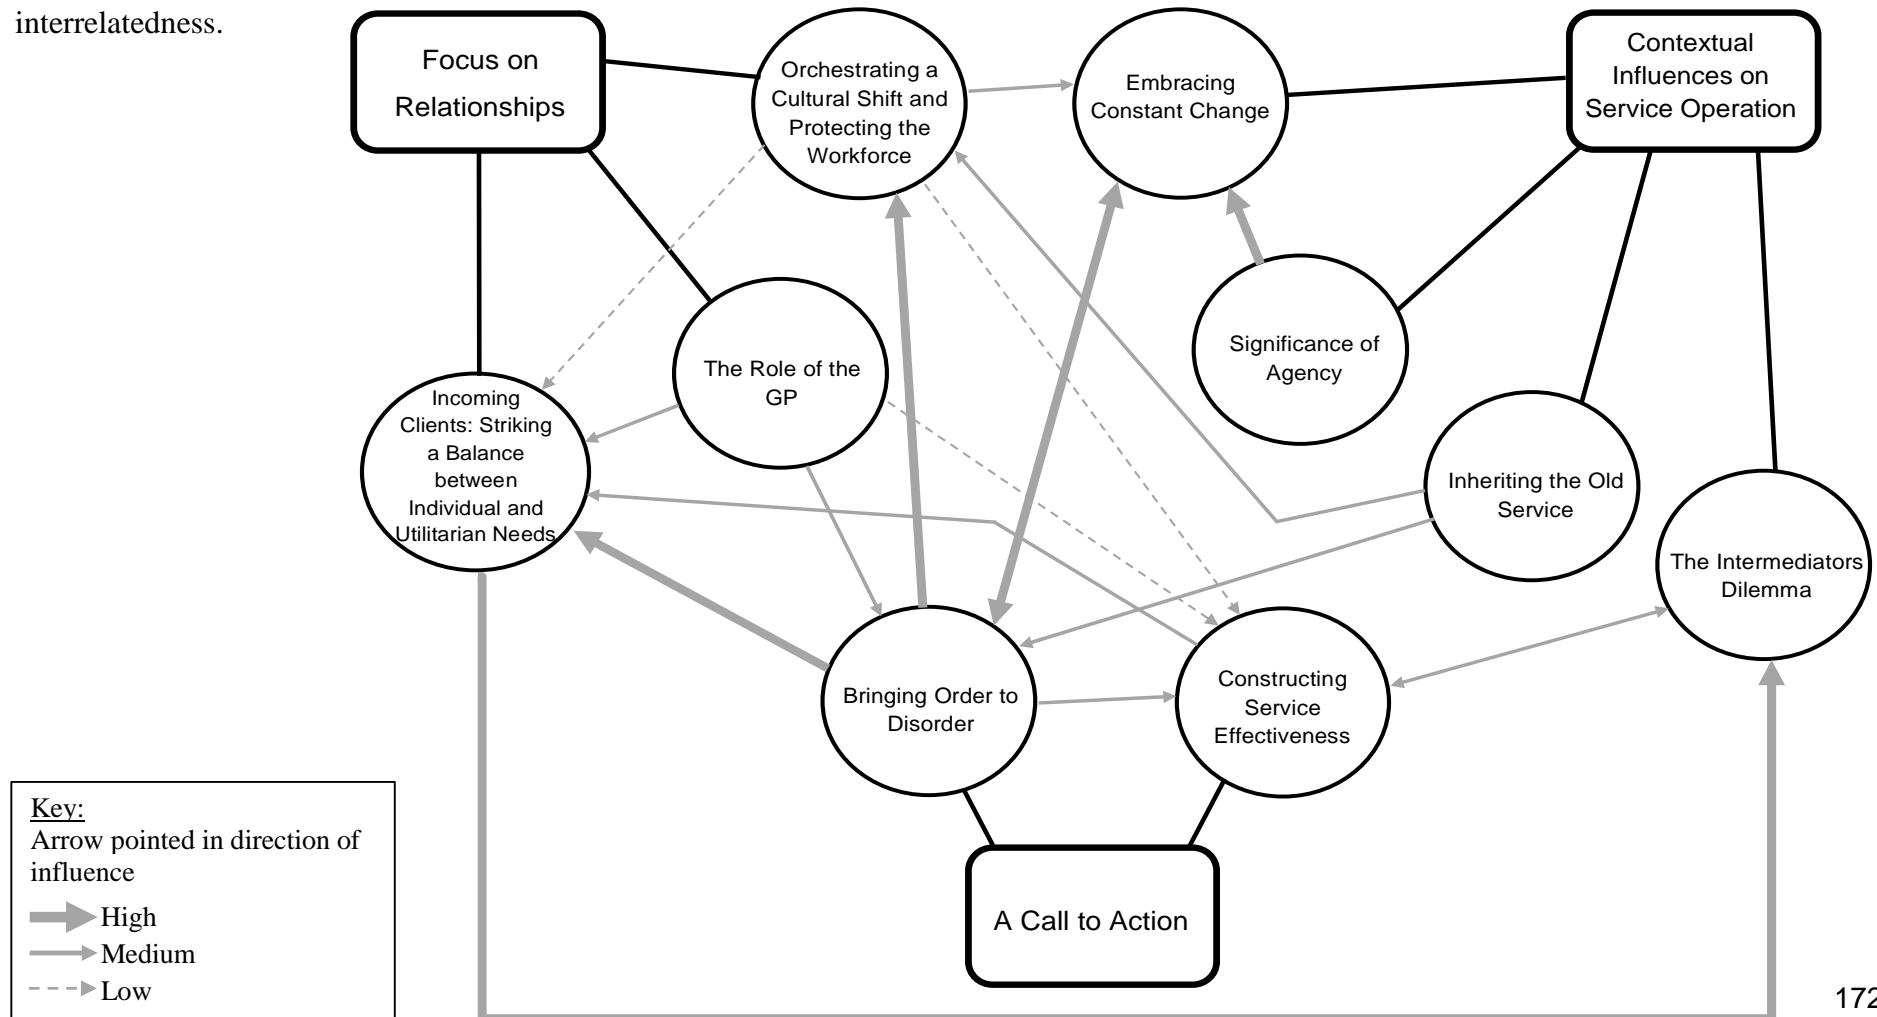 interrelatedness.
Focus on
Relationships
Orchestrating a
Cultural Shift and
Protecting the
Workforce
Embracing
Constant Change
Contextual
Influences on
Service Operation
The Role of the
GP
Significance of
Agency
Incoming
Clients: Striking
a Balance
between
Individual and
Utilitarian Needs
Inheriting the Old
Service
The Intermediators
Dilemma
Bringing Order to
Disorder
Constructing
Service
Effectiveness
A Call to Action
Key:
Arrow pointed in direction of
influence
High
Medium
Low
172